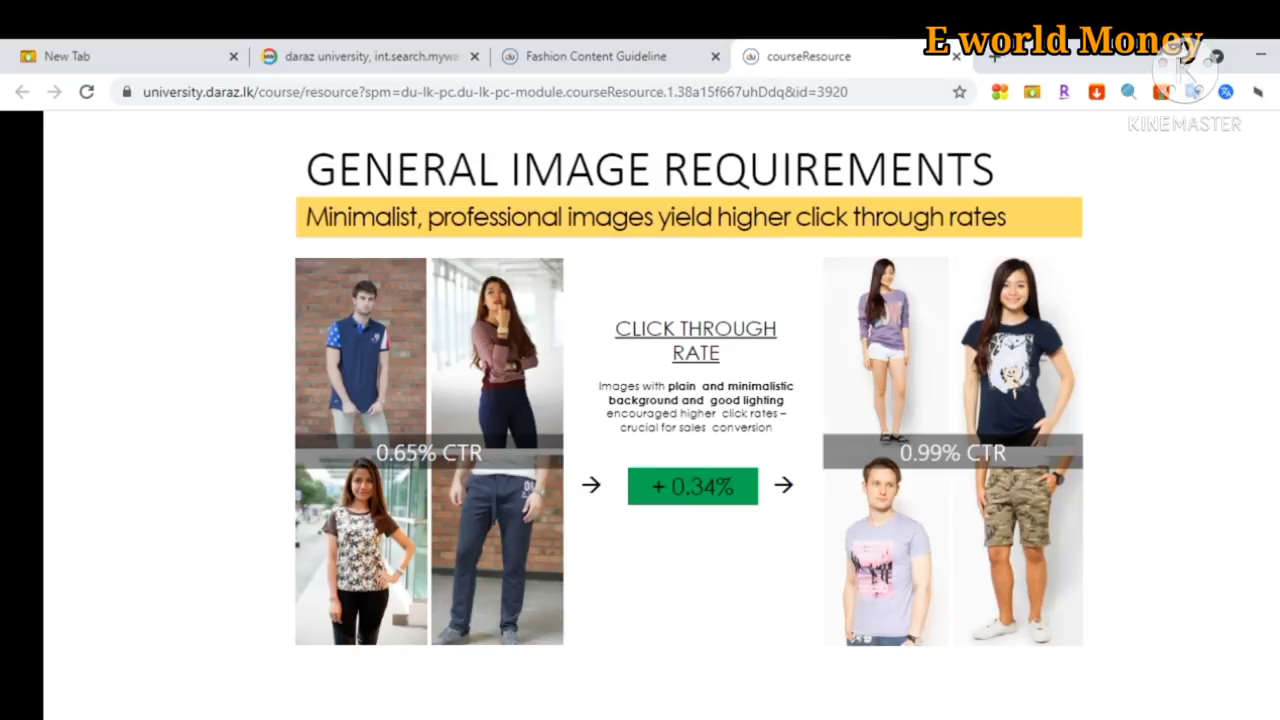 E world Money
New Tab
daraz university, int.search.mywa
Fashion Content Guideline
courseResource
university.daraz.lk/course/resource?spm=du-lk-pc.du-lk-pc-module.courseResource.1.38a15f667uhDdq&id=3920
KINEMASTER
GENERAL IMAGE REQUIREMENTS
Minimalist, professional images yield higher click through rates
CLICK THROUGH
RATE
Images with plain and minimalistic
background and good lighting
encouraged higher click rates –
crucial for sales conversion
0.65% CTR
0.99% CTR
+ 0.34%